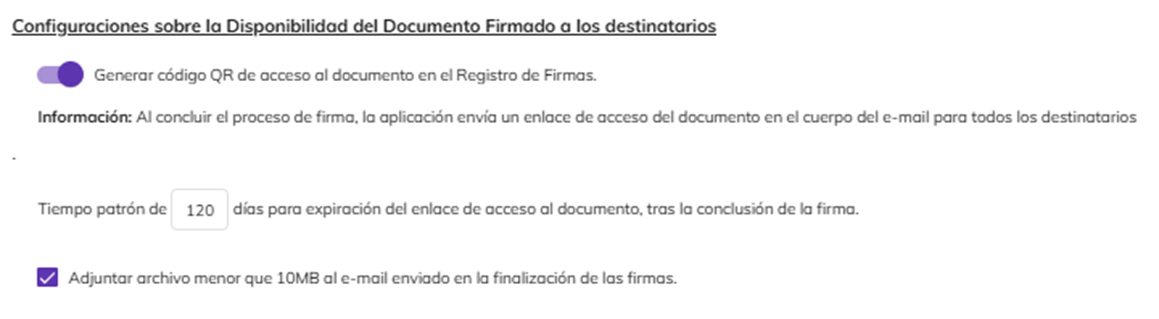 Configuraciones sobre la Disponibilidad del Documento Firmado a los destinatarios
Generar código QR de acceso al documento en el Registro de Firmas.
Información: Al concluir el proceso de firma, la aplicación envía un enlace de acceso del documento en el cuerpo del e-mail para todos los destinatarios
.
Tiempo patrón de 120 días para expiración del enlace de acceso al documento, tras la conclusión de la firma.
Adjuntar archivo menor que 10MB al e-mail enviado en la finalización de las firmas.